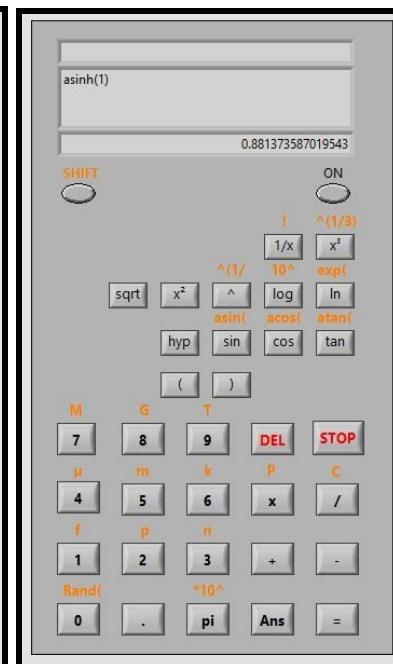 asinh(1)
0.881373587019543
SHIFT ON
! ^(1/3)
1/x x³
^(1/ 10^ exp(
sqrt x² ^ log ln
asin( acos( atan(
hyp sin cos tan
( )
M G T
7 8 9 DEL STOP
μ m k P C
4 5 6 x /
f p n
1 2 3 + -
Rand( *10^
0 . pi Ans =